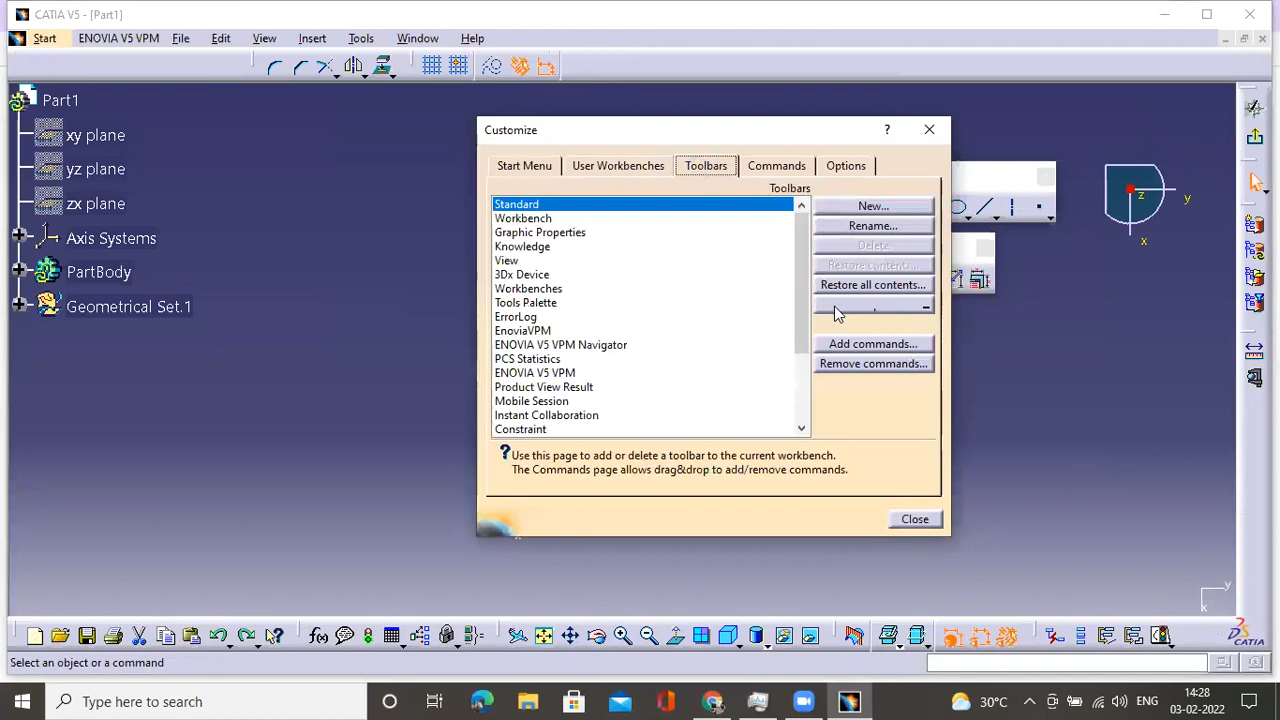 CATIA V5 - [Part1]
Start ENOVIA V5 VPM File Edit View Insert Tools Window Help
Part1
xy plane
yz plane
zx plane
Axis Systems
PartBody
Geometrical Set.1
Customize
?
Start Menu User Workbenches Toolbars Commands Options
Toolbars
Standard
Workbench
Graphic Properties
Knowledge
View
3Dx Device
Workbenches
Tools Palette
ErrorLog
EnoviaVPM
ENOVIA V5 VPM Navigator
PCS Statistics
ENOVIA V5 VPM
Product View Result
Mobile Session
Instant Collaboration
Constraint
New...
Rename...
Delete
Restore contents...
Restore all contents...
Add commands...
Remove commands...
? Use this page to add or delete a toolbar to the current workbench.
The Commands page allows drag&drop to add/remove commands.
Close
z y
x
y
x
f(x)
CATIA
Select an object or a command
Type here to search
30°C ENG
14:28
03-02-2022